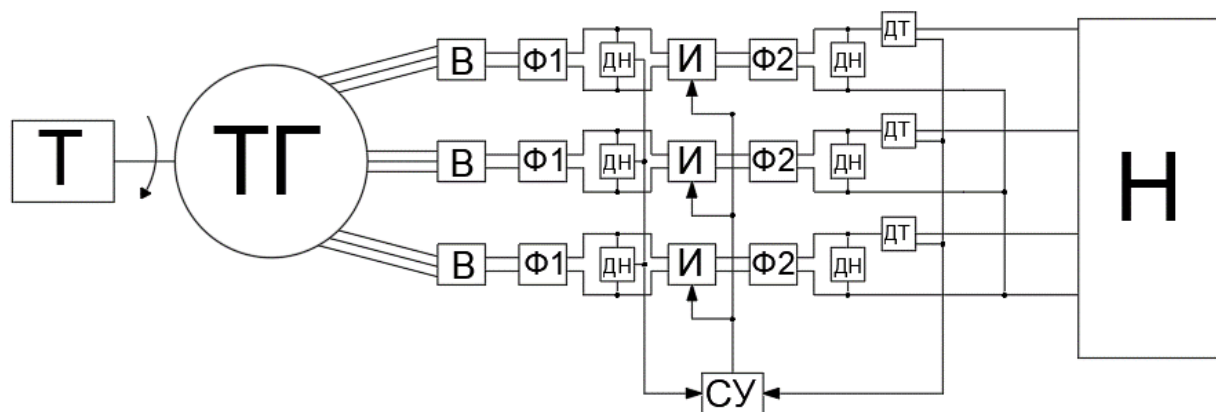 ДТ
В Ф1 ДН И Ф2 ДН
ДТ
Т ТГ В Ф1 ДН И Ф2 ДН Н
ДТ
В Ф1 ДН И Ф2 ДН
СУ